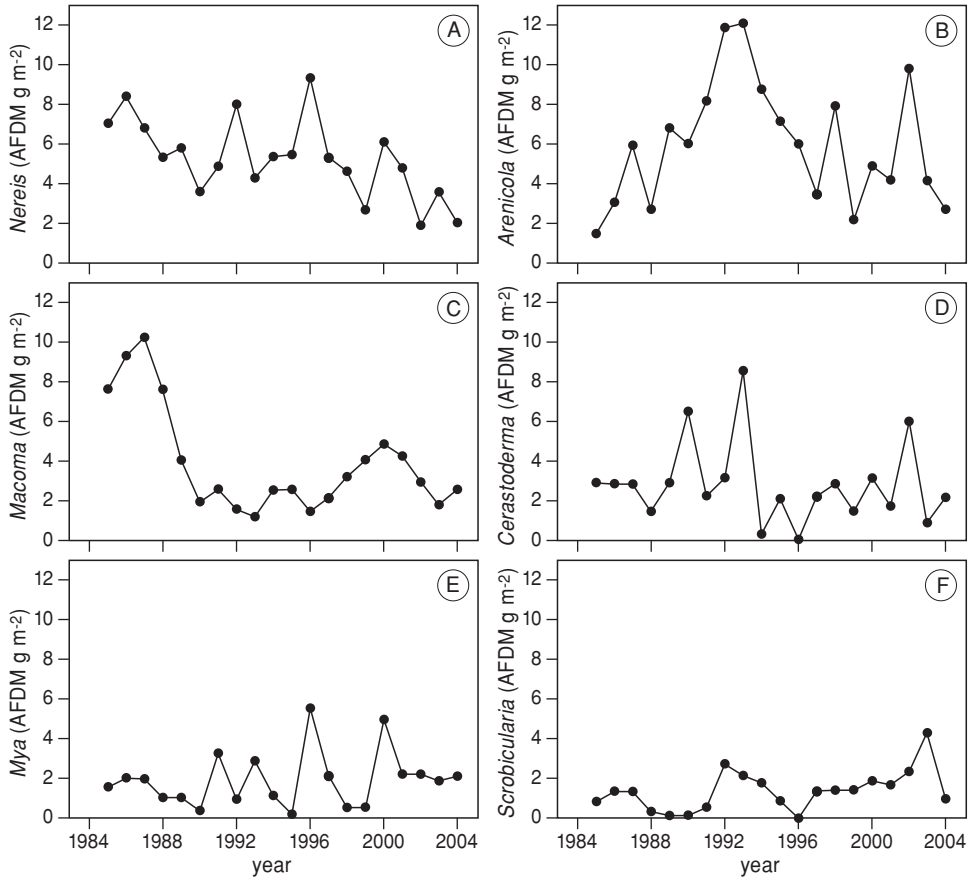 A
12
10
8
6
4
2
0
Nereis (AFDM g m-2)
B
12
10
8
6
4
2
0
Arenicola (AFDM g m-2)
C
12
10
8
6
4
2
0
Macoma (AFDM g m-2)
D
12
10
8
6
4
2
0
Cerastoderma (AFDM g m-2)
E
12
10
8
6
4
2
0
Mya (AFDM g m-2)
1984 1988 1992 1996 2000 2004
year
F
12
10
8
6
4
2
0
Scrobicularia (AFDM g m-2)
1984 1988 1992 1996 2000 2004
year